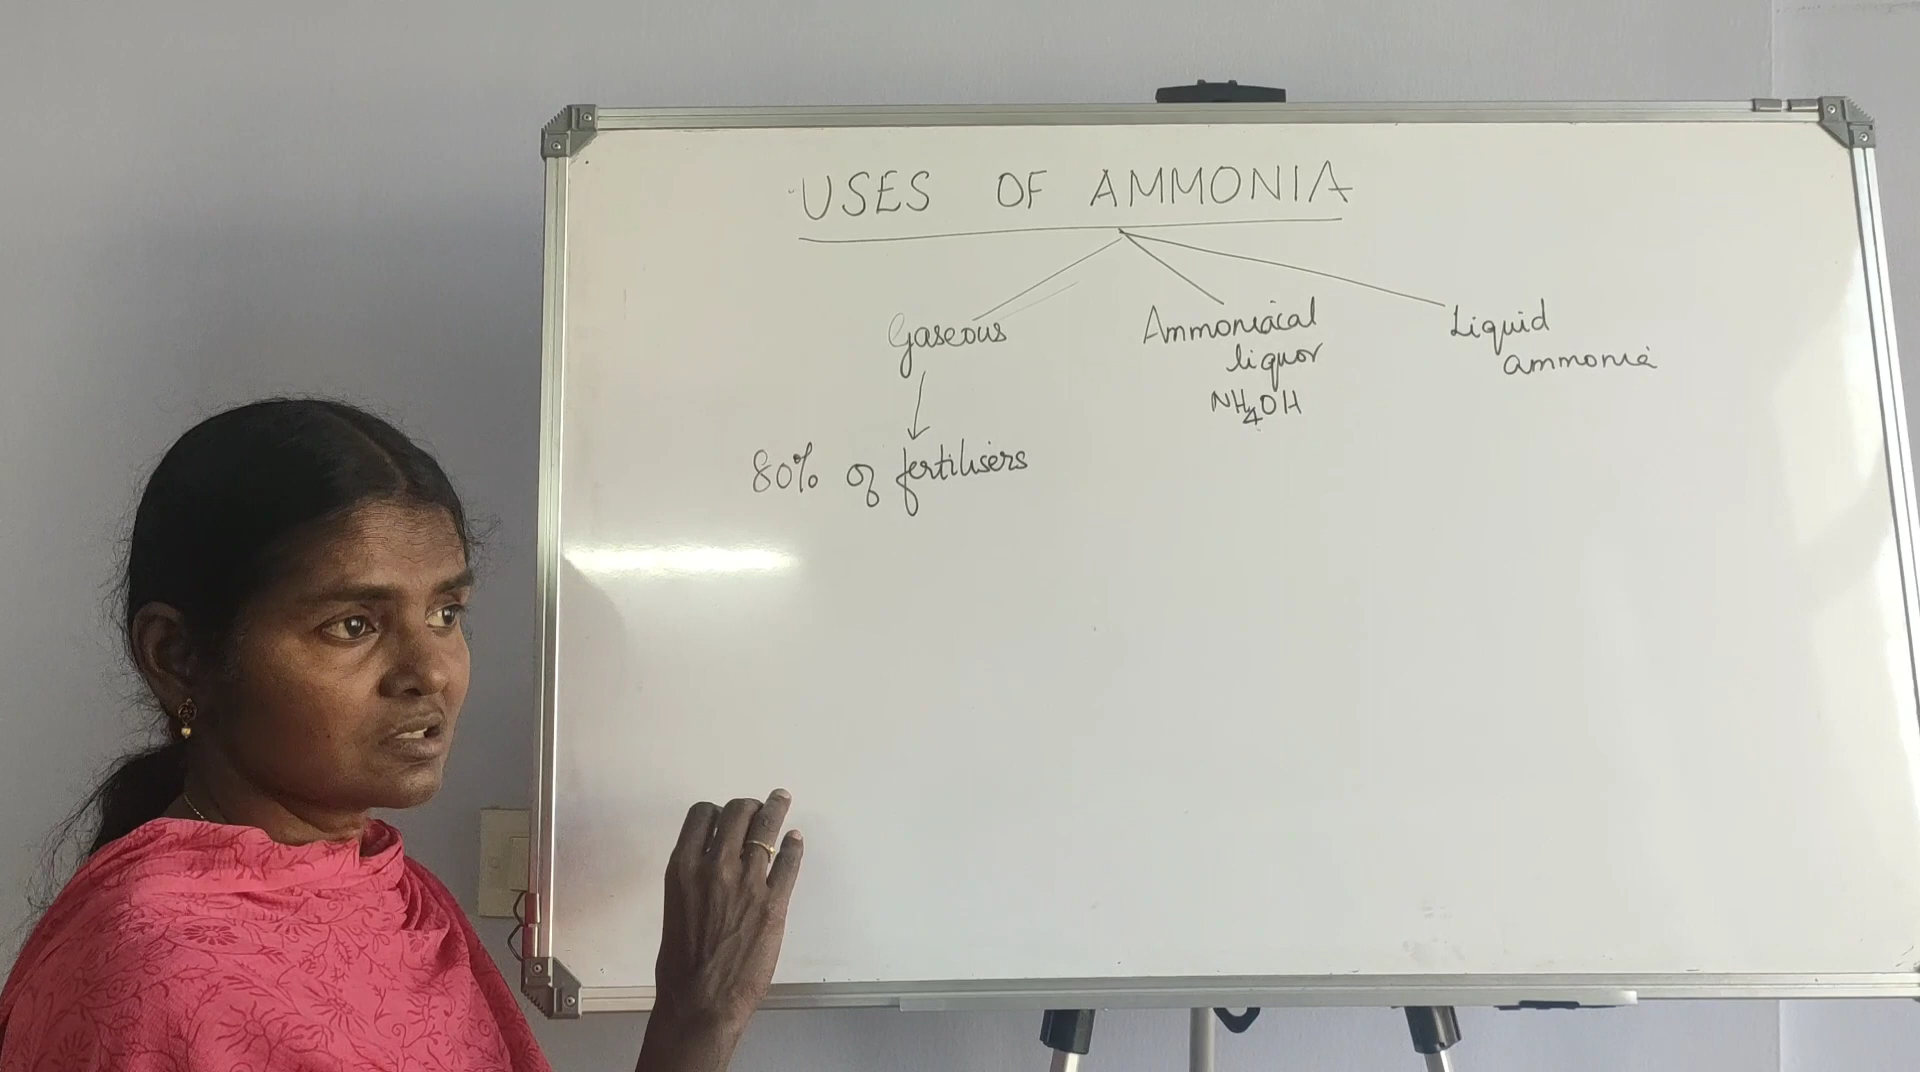 USES OF AMMONIA
Gaseous
Ammoniacal
liquor
NH₄OH
Liquid
ammonia
80% of fertilisers